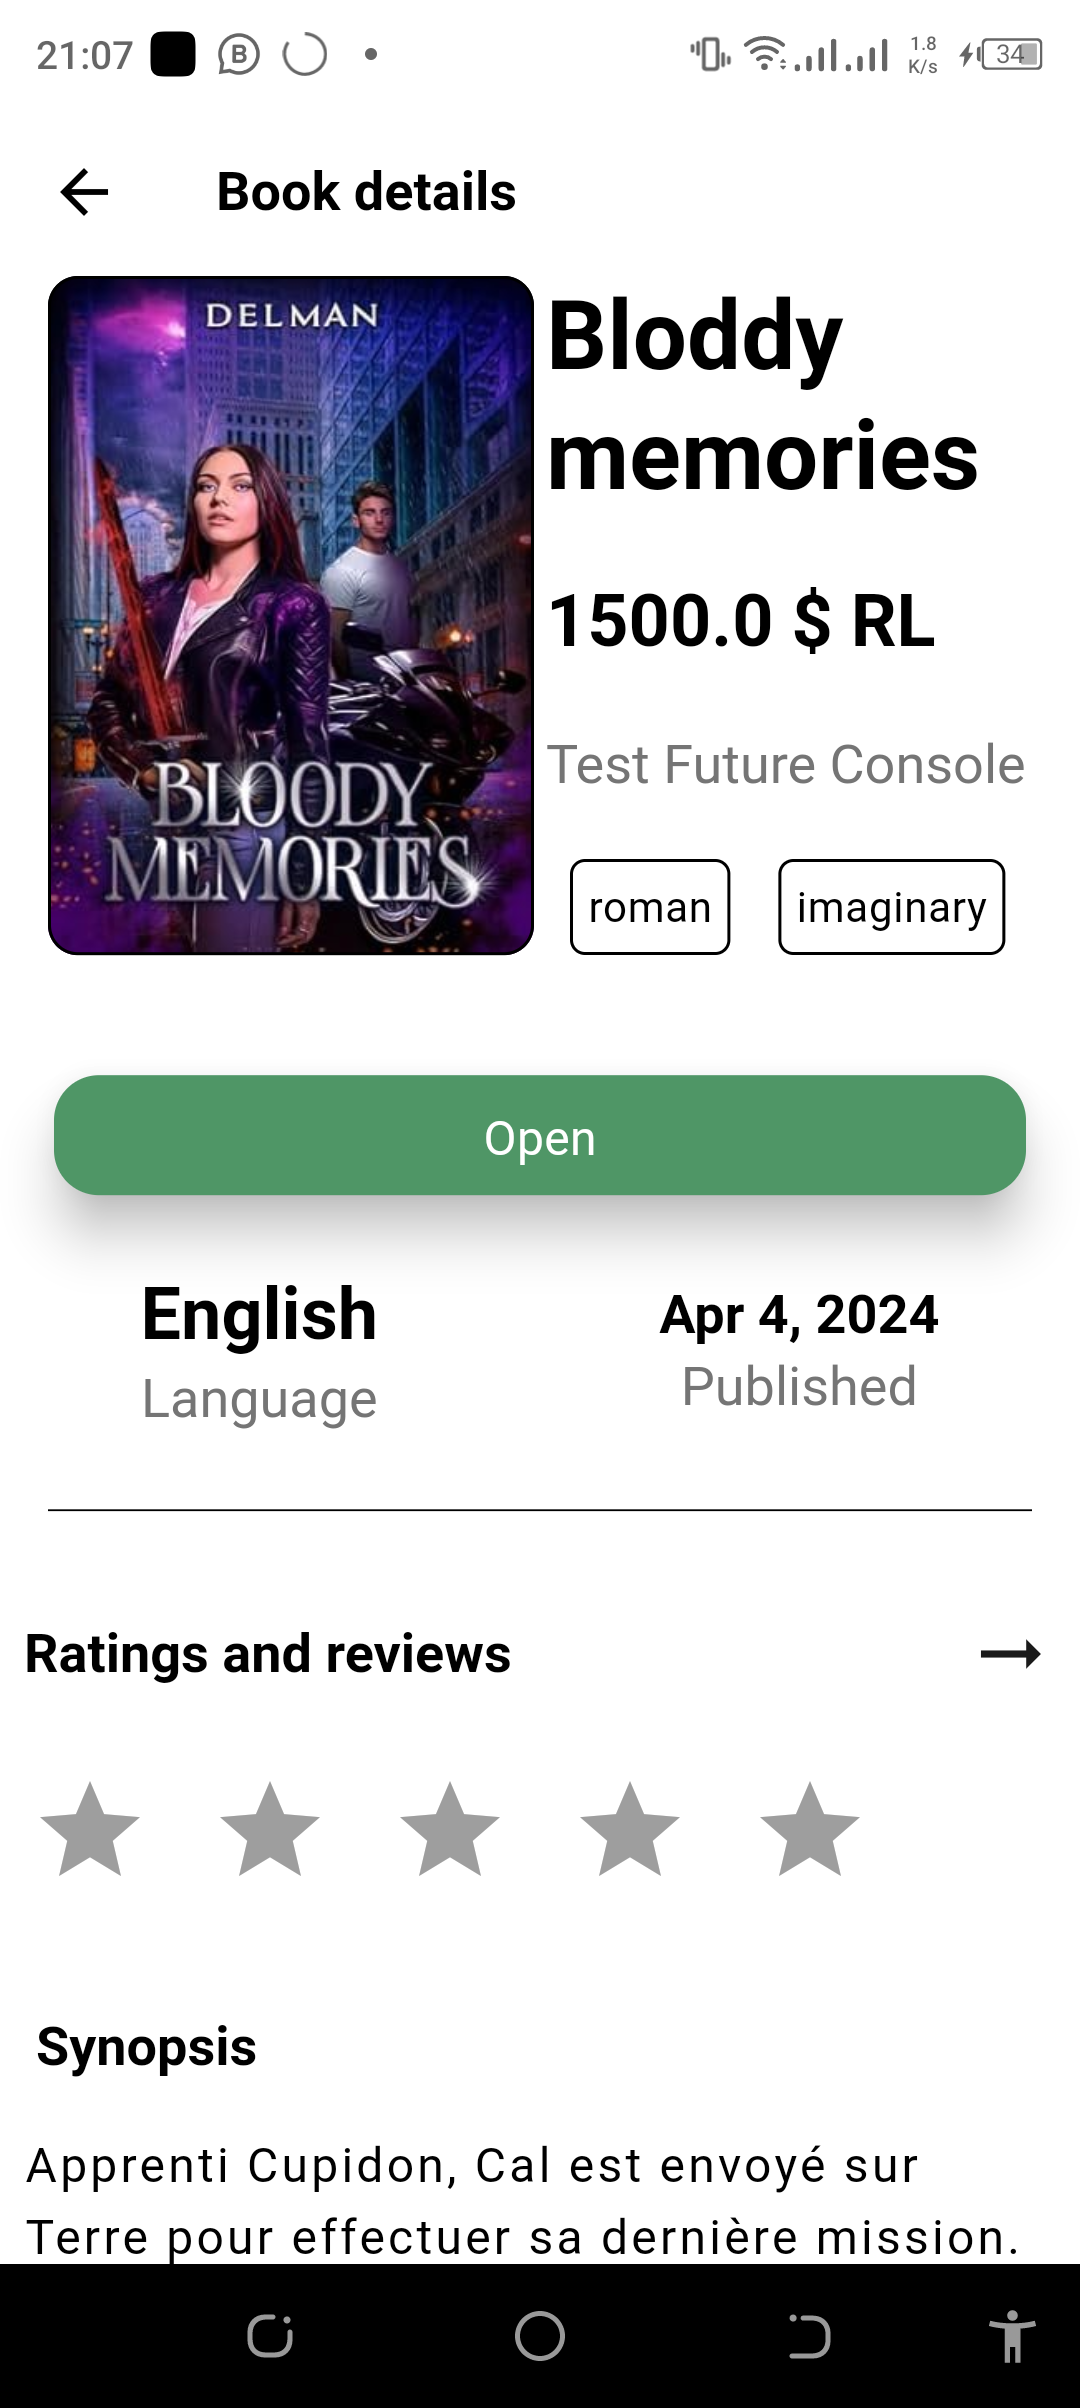 21:07
B
1.8
K/s
34
Book details
DELMAN
BLOODY
MEMORIES
Bloddy
memories
1500.0 $ RL
Test Future Console
roman
imaginary
Open
English
Language
Apr 4, 2024
Published
Ratings and reviews
Synopsis
Apprenti Cupidon, Cal est envoyé sur
Terre pour effectuer sa dernière mission.